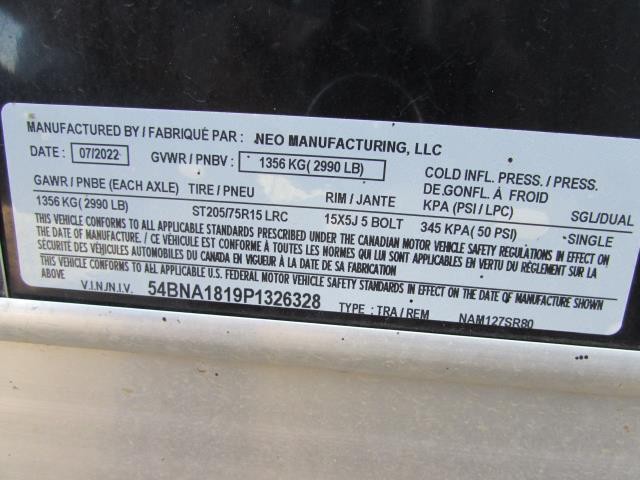 MANUFACTURED BY / FABRIQUÉ PAR : NEO MANUFACTURING, LLC
DATE : 07/2022 GVWR / PNBV : 1356 KG( 2990 LB)
COLD INFL. PRESS. / PRESS.
DE.GONFL. À FROID
GAWR / PNBE (EACH AXLE) TIRE / PNEU RIM / JANTE KPA (PSI / LPC) SGL/DUAL
1356 KG( 2990 LB) ST205/75R15 LRC 15X5J 5 BOLT 345 KPA( 50 PSI) SINGLE
THIS VEHICLE CONFORMS TO ALL APPLICABLE STANDARDS PRESCRIBED UNDER THE CANADIAN MOTOR VEHICLE SAFETY REGULATIONS IN EFFECT ON
THE DATE OF MANUFACTURE. / CE VÉHICULE EST CONFORME À TOUTES LES NORMES QUI LUI SONT APPLICABLES EN VERTU DU RÈGLEMENT SUR LA
SÉCURITÉ DES VÉHICULES AUTOMOBILES DU CANADA EN VIGUEUR À LA DATE DE SA FABRICATION
THIS VEHICLE CONFORMS TO ALL APPLICABLE U.S. FEDERAL MOTOR VEHICLE SAFETY STANDARDS IN EFFECT ON THE DATE OF MANUFACTURE SHOWN
ABOVE
V.I.N./N.I.V. 54BNA1819P1326328 TYPE : TRA / REM NAM127SR80